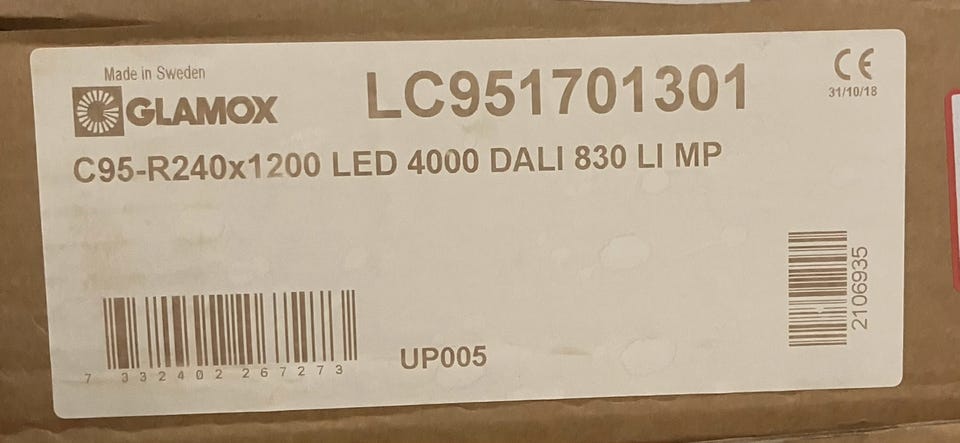 Made in Sweden
GLAMOX
LC951701301
CE
31/10/18
C95-R240x1200 LED 4000 DALI 830 LI MP
7 332402 267273
UP005
2106935